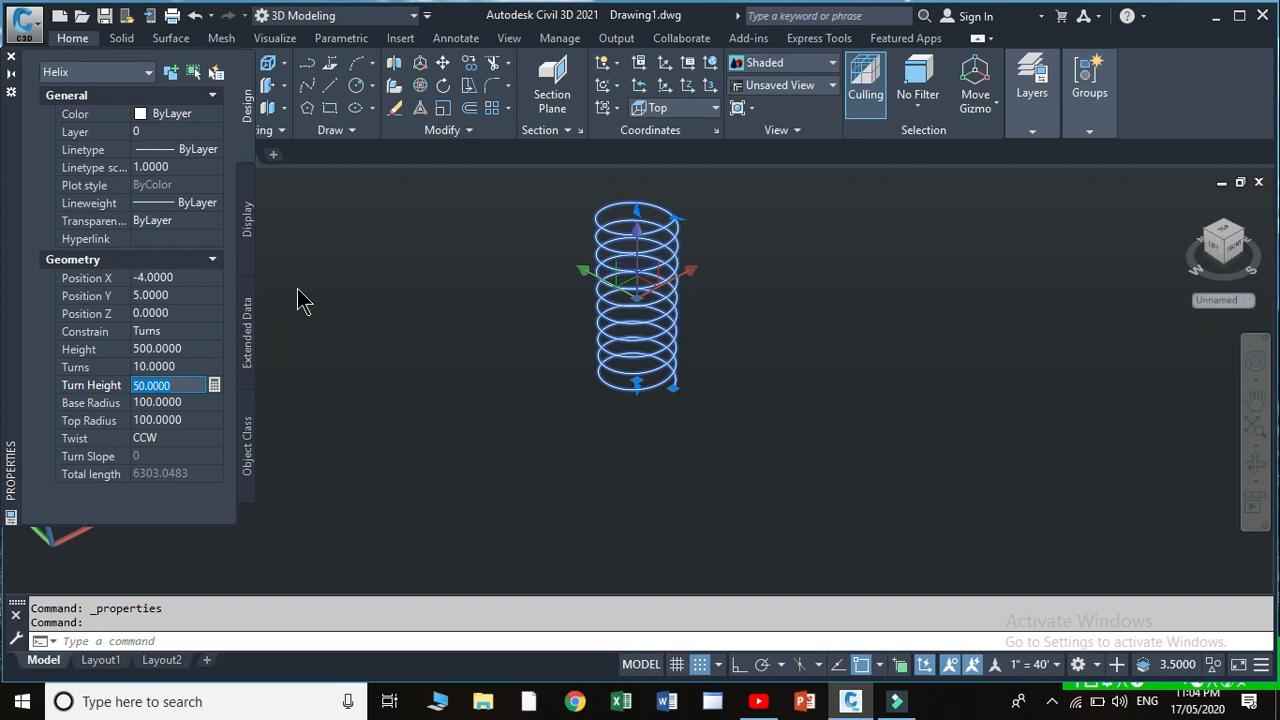 3D Modeling
Autodesk Civil 3D 2021 Drawing1.dwg
Type a keyword or phrase
Sign In
C3D
Home Solid Surface Mesh Visualize Parametric Insert Annotate View Manage Output Collaborate Add-ins Express Tools Featured Apps
Helix
General
Color ByLayer
Layer 0
Linetype ByLayer
Linetype sc... 1.0000
Plot style ByColor
Lineweight ByLayer
Transparen... ByLayer
Hyperlink
Geometry
Position X -4.0000
Position Y 5.0000
Position Z 0.0000
Constrain Turns
Height 500.0000
Turns 10.0000
Turn Height 50.0000
Base Radius 100.0000
Top Radius 100.0000
Twist CCW
Turn Slope 0
Total length 6303.0483
PROPERTIES
Design
Display
Extended Data
Object Class
Section Plane
Shaded
Unsaved View
Top
Culling
No Filter
Move Gizmo
Layers
Groups
ing Draw Modify Section Coordinates View Selection
TOP
LEFT
FRONT
W
S
Unnamed
Command: _properties
Command:
Type a command
Activate Windows
Go to Settings to activate Windows.
Model Layout1 Layout2
MODEL
1" = 40'
3.5000
Type here to search
ENG
11:04 PM
17/05/2020